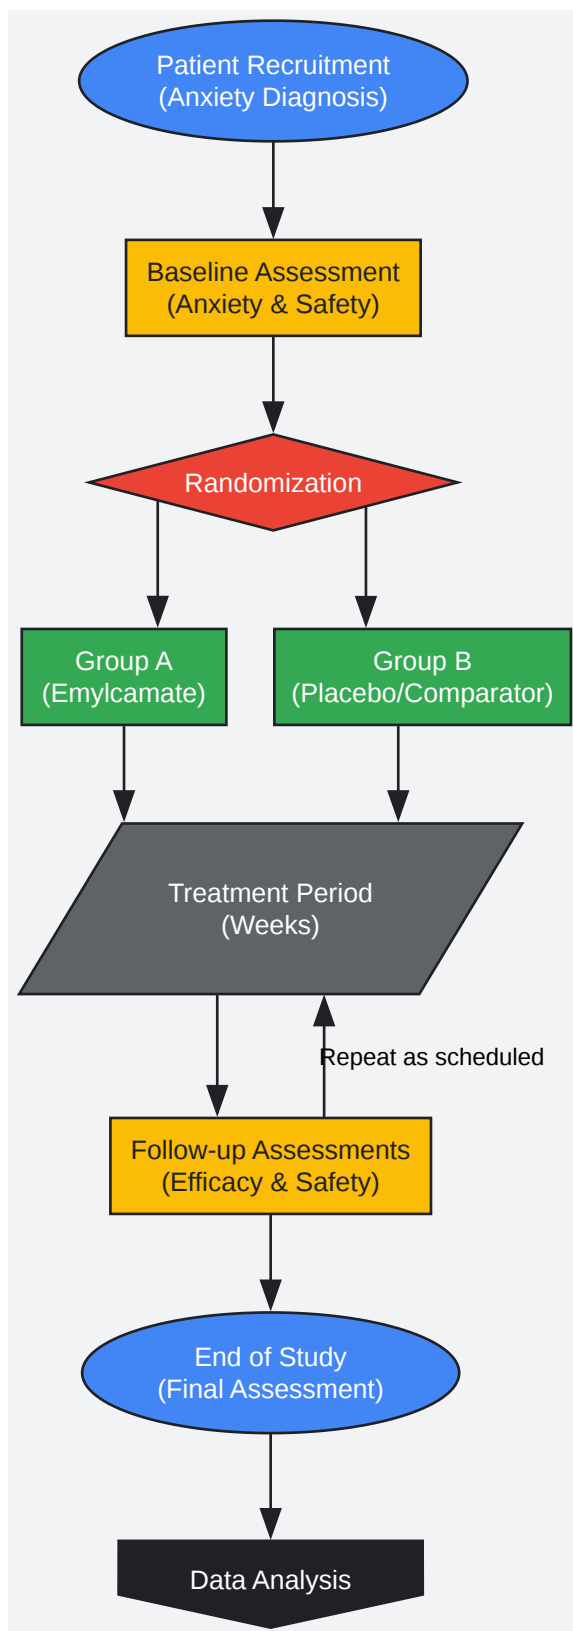 Patient Recruitment
(Anxiety Diagnosis)
Baseline Assessment
(Anxiety & Safety)
Randomization
Group A
(Emylcamate)
Group B
(Placebo/Comparator)
Treatment Period
(Weeks)
Repeat as scheduled
Follow-up Assessments
(Efficacy & Safety)
End of Study
(Final Assessment)
Data Analysis